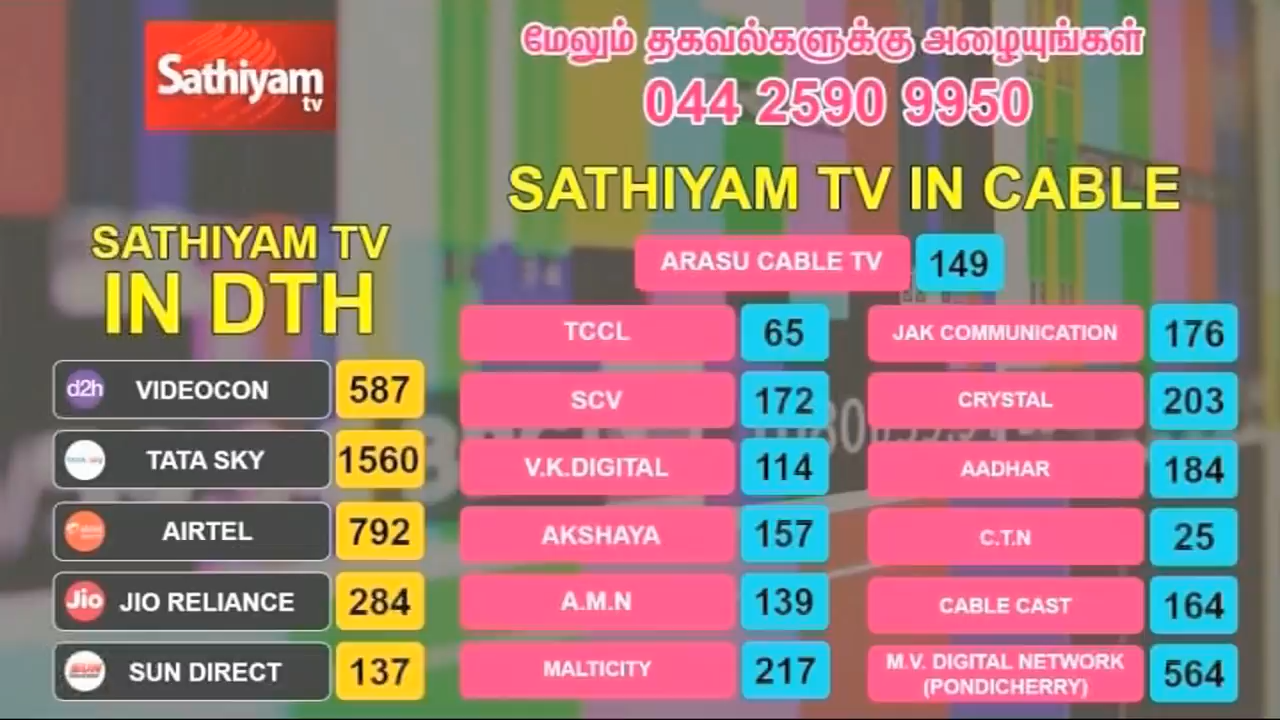 Sathiyam
tv
மேலும் தகவல்களுக்கு அழையுங்கள்
044 2590 9950
SATHIYAM TV
IN DTH
d2h VIDEOCON 587
TATA SKY 1560
AIRTEL 792
Jio JIO RELIANCE 284
SUN SUN DIRECT 137
SATHIYAM TV IN CABLE
ARASU CABLE TV 149
TCCL 65
SCV 172
V.K.DIGITAL 114
AKSHAYA 157
A.M.N 139
MALTICITY 217
JAK COMMUNICATION 176
CRYSTAL 203
AADHAR 184
C.T.N 25
CABLE CAST 164
M.V. DIGITAL NETWORK
(PONDICHERRY) 564